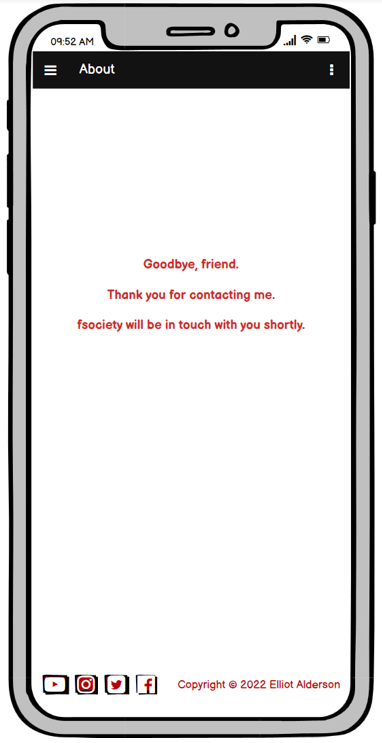 09:52 AM
About
Goodbye, friend.
Thank you for contacting me.
fsociety will be in touch with you shortly.
Copyright © 2022 Elliot Alderson